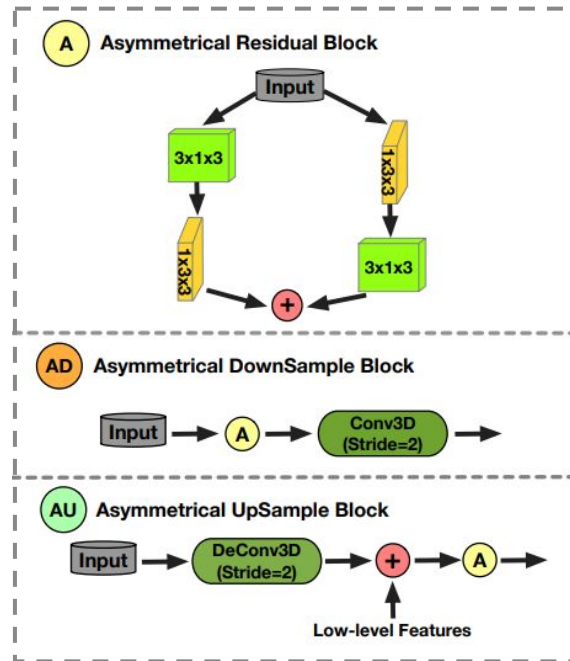 A Asymmetrical Residual Block
Input
3x1x3
1x3x3
1x3x3
3x1x3
+
AD Asymmetrical DownSample Block
Input
A
Conv3D
(Stride=2)
AU Asymmetrical UpSample Block
Input
DeConv3D
(Stride=2)
+
A
Low-level Features